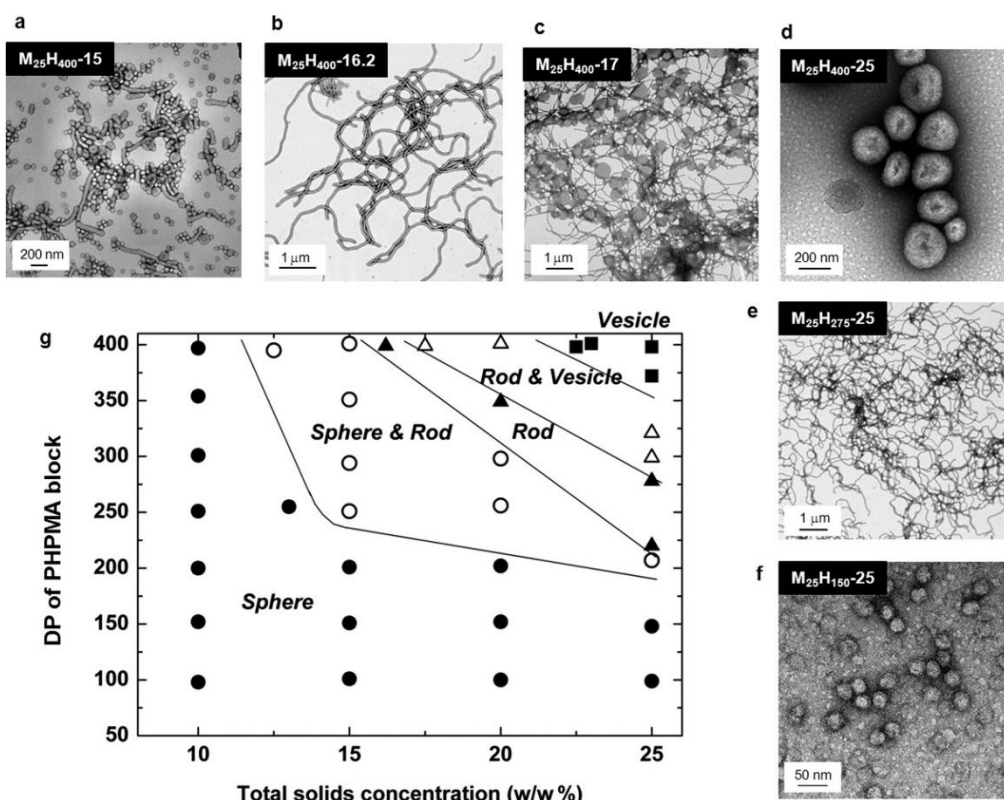 a
M₂₅H₄₀₀-15
200 nm
b
M₂₅H₄₀₀-16.2
1 μm
c
M₂₅H₄₀₀-17
1 μm
d
M₂₅H₄₀₀-25
200 nm
e
M₂₅H₂₇₅-25
1 μm
f
M₂₅H₁₅₀-25
50 nm
g
Vesicle
Rod & Vesicle
Sphere & Rod
Rod
Sphere
DP of PHPMA block
400
350
300
250
200
150
100
50
10
15
20
25
Total solids concentration (w/w%)